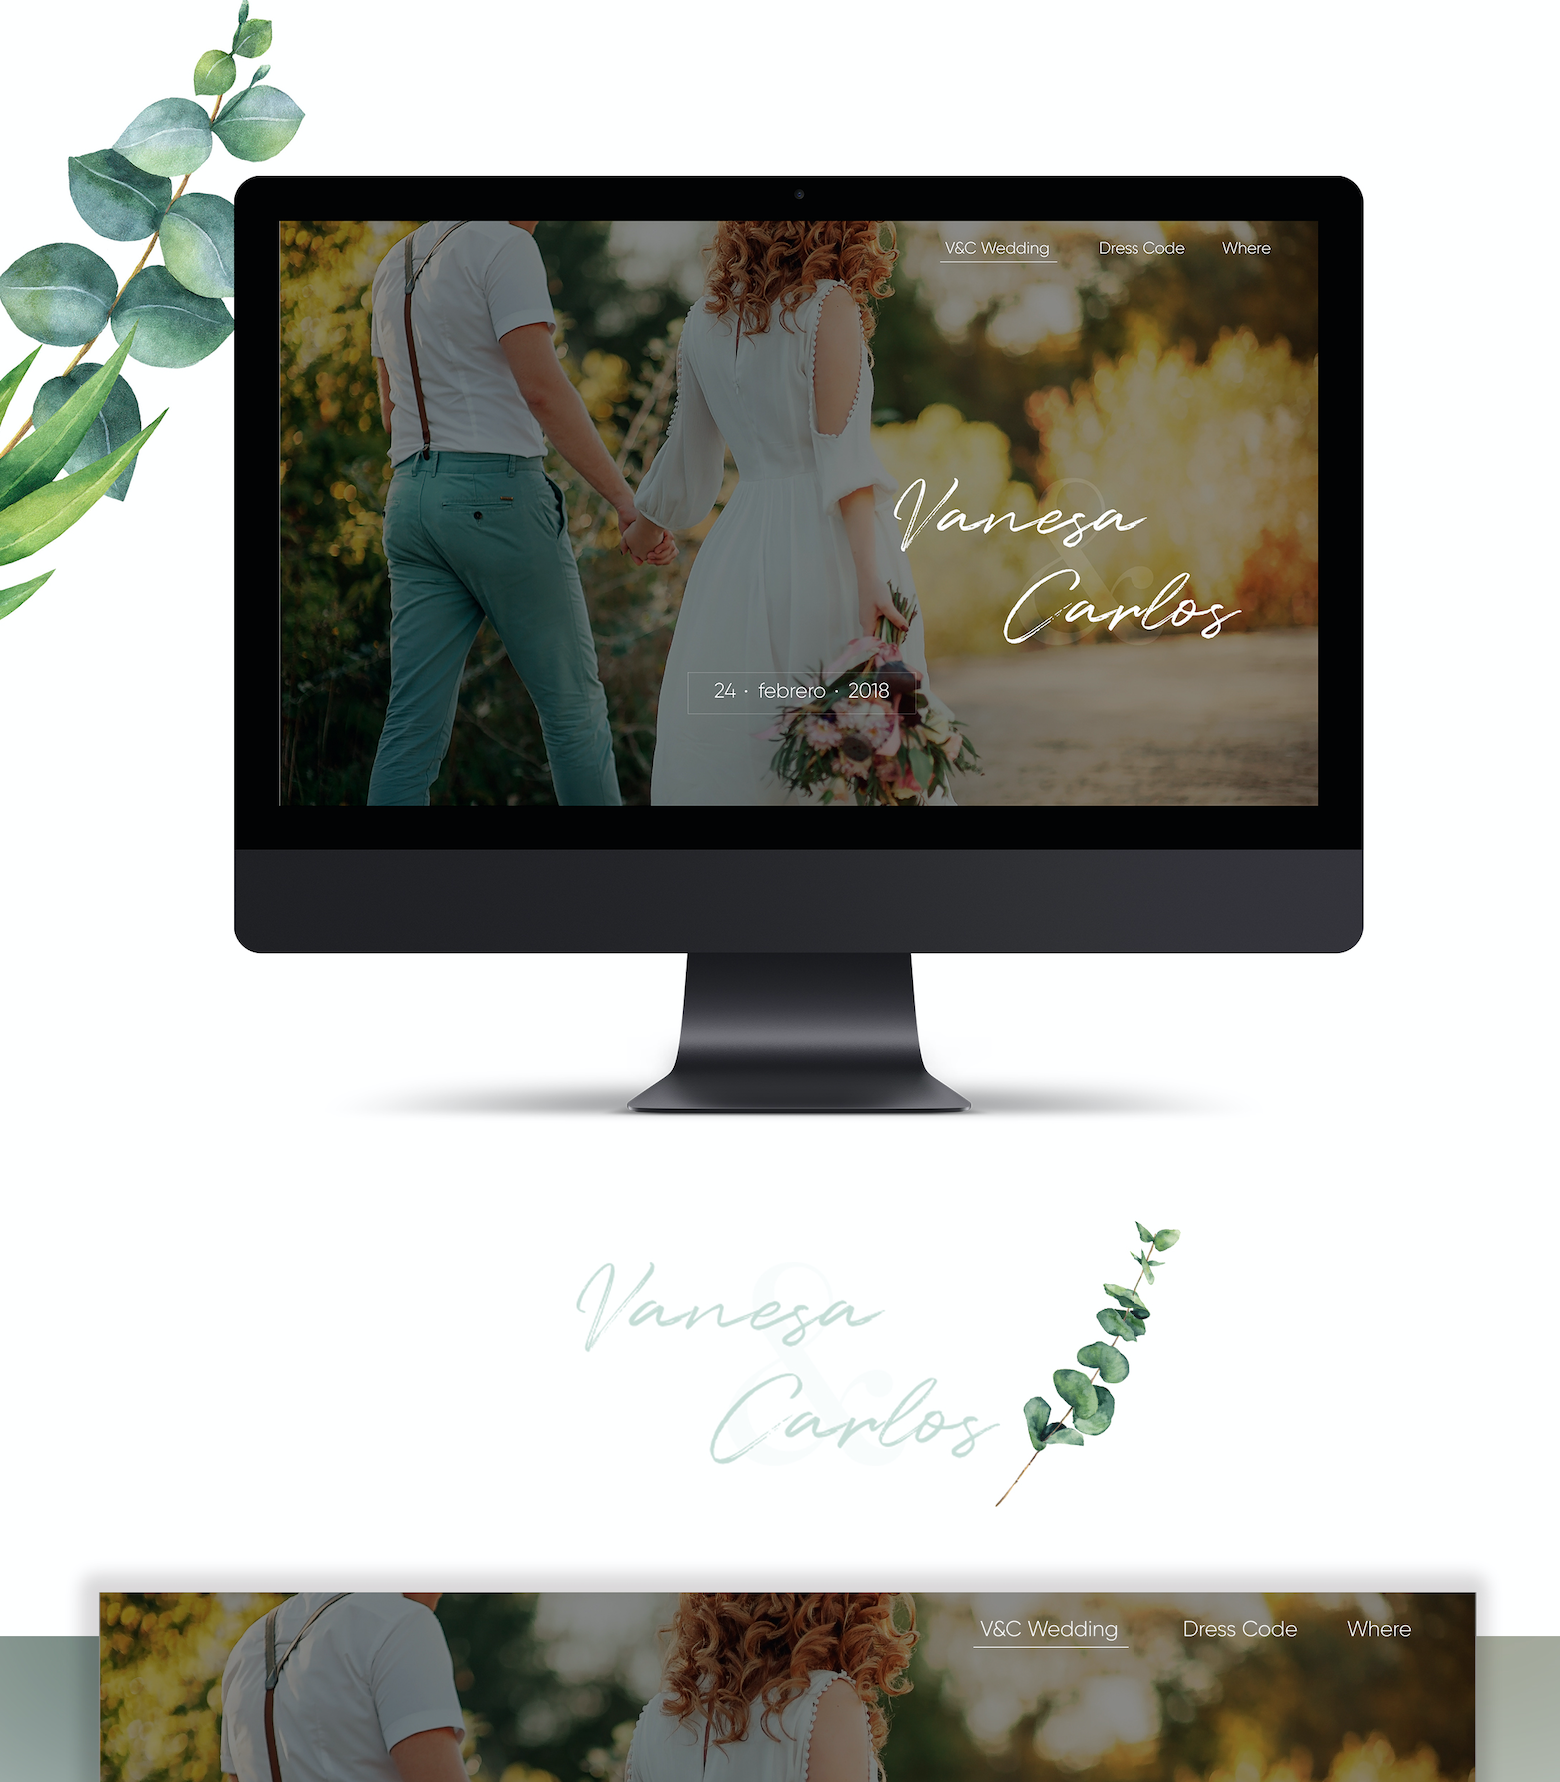 V&C Wedding Dress Code Where
Vanesa
&
Carlos
24 · febrero · 2018
Vanesa
&
Carlos
V&C Wedding Dress Code Where